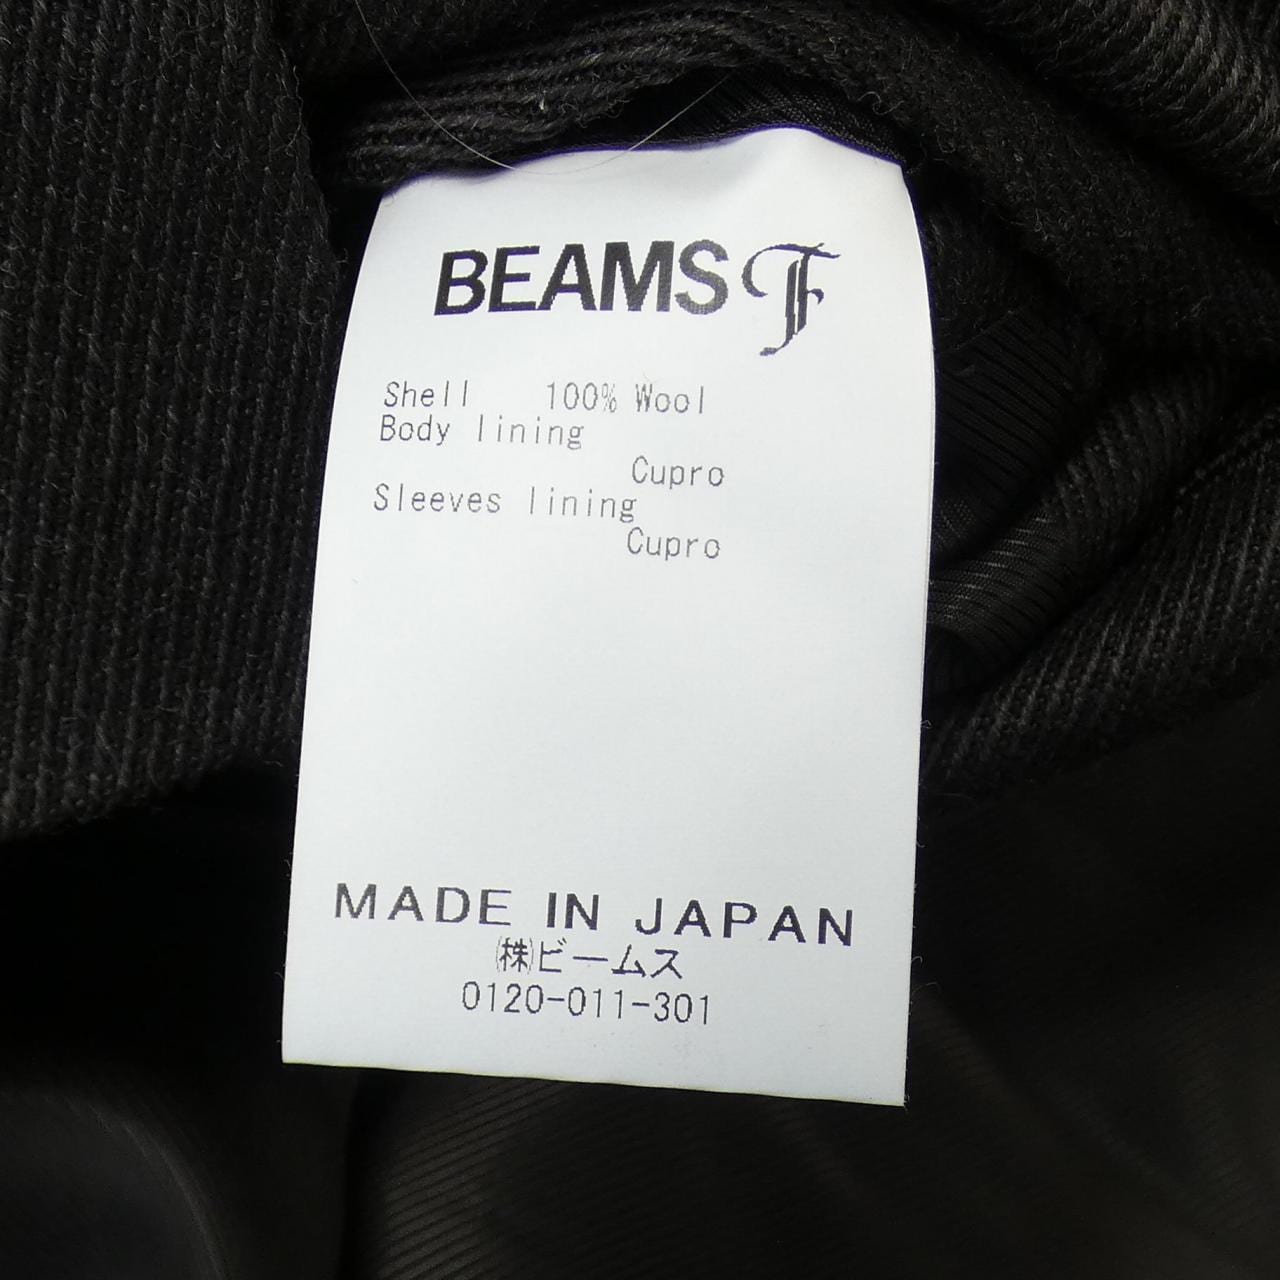 BEAMS F
Shell 100% Wool
Body lining
Cupro
Sleeves lining
Cupro
MADE IN JAPAN
㈱ビームス
0120-011-301